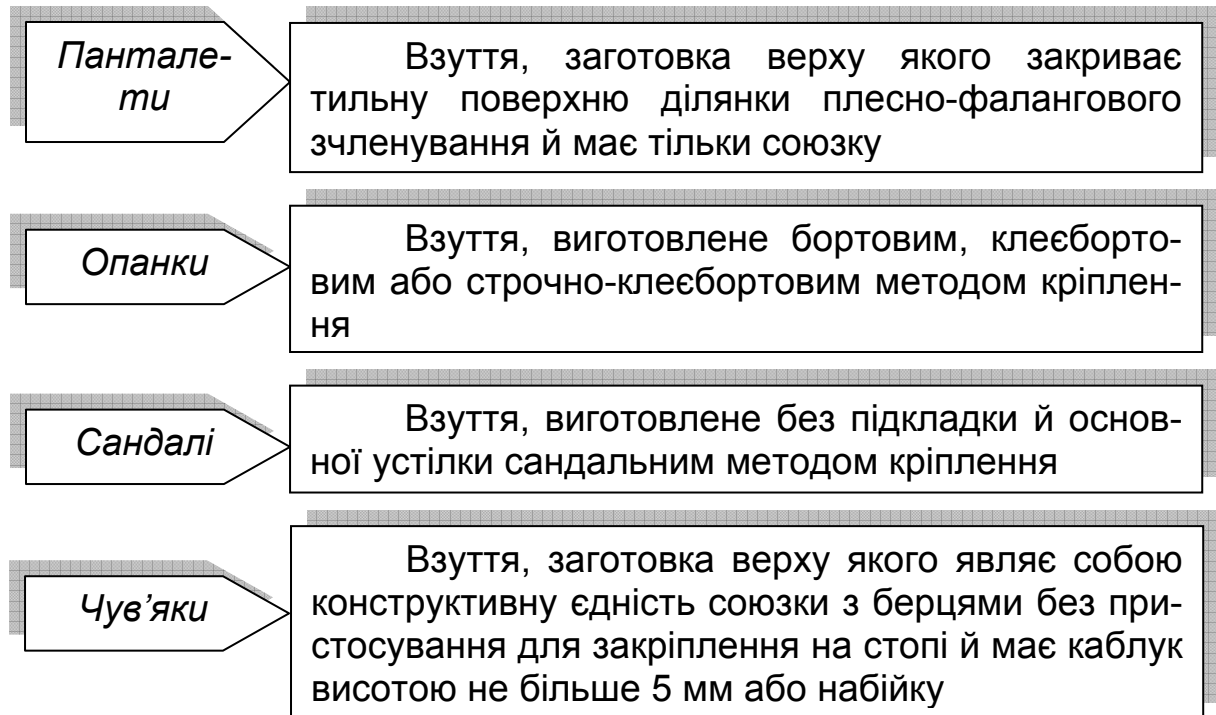 Пантале-
ти
Взуття, заготовка верху якого закриває
тильну поверхню ділянки плесно-фалангового
зчленування й має тільки союзку
Опанки
Взуття, виготовлене бортовим, клеєборто-
вим або строчно-клеєбортовим методом кріплен-
ня
Сандалі
Взуття, виготовлене без підкладки й основ-
ної устілки сандальним методом кріплення
Чув’яки
Взуття, заготовка верху якого являє собою
конструктивну єдність союзки з берцями без при-
стосування для закріплення на стопі й має каблук
висотою не більше 5 мм або набійку